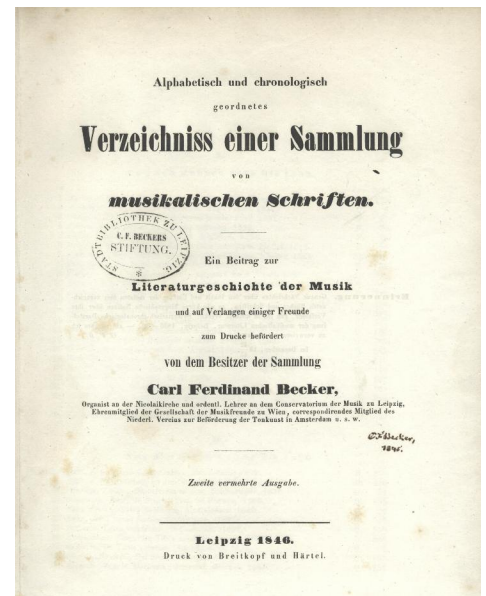 Alphabetisch und chronologisch
geordnetes
Verzeichniss einer Sammlung
von
musikalischen Schriften.
STADTBIBLIOTHEK ZU LEIPZIG.
C. F. BECKERS
STIFTUNG.
*
Ein Beitrag zur
Literaturgeschichte der Musik
und auf Verlangen einiger Freunde
zum Drucke befördert
von dem Besitzer der Sammlung
Carl Ferdinand Becker,
Organist an der Nicolaikirche und ordentl. Lehrer an dem Conservatorium der Musik zu Leipzig,
Ehrenmitglied der Gesellschaft der Musikfreunde zu Wien, correspondirendes Mitglied des
Niederl. Vereins zur Beförderung der Tonkunst in Amsterdam u. s. w.
C. F. Becker,
Zweite vermehrte Ausgabe.
Leipzig 1846.
Druck von Breitkopf und Härtel.